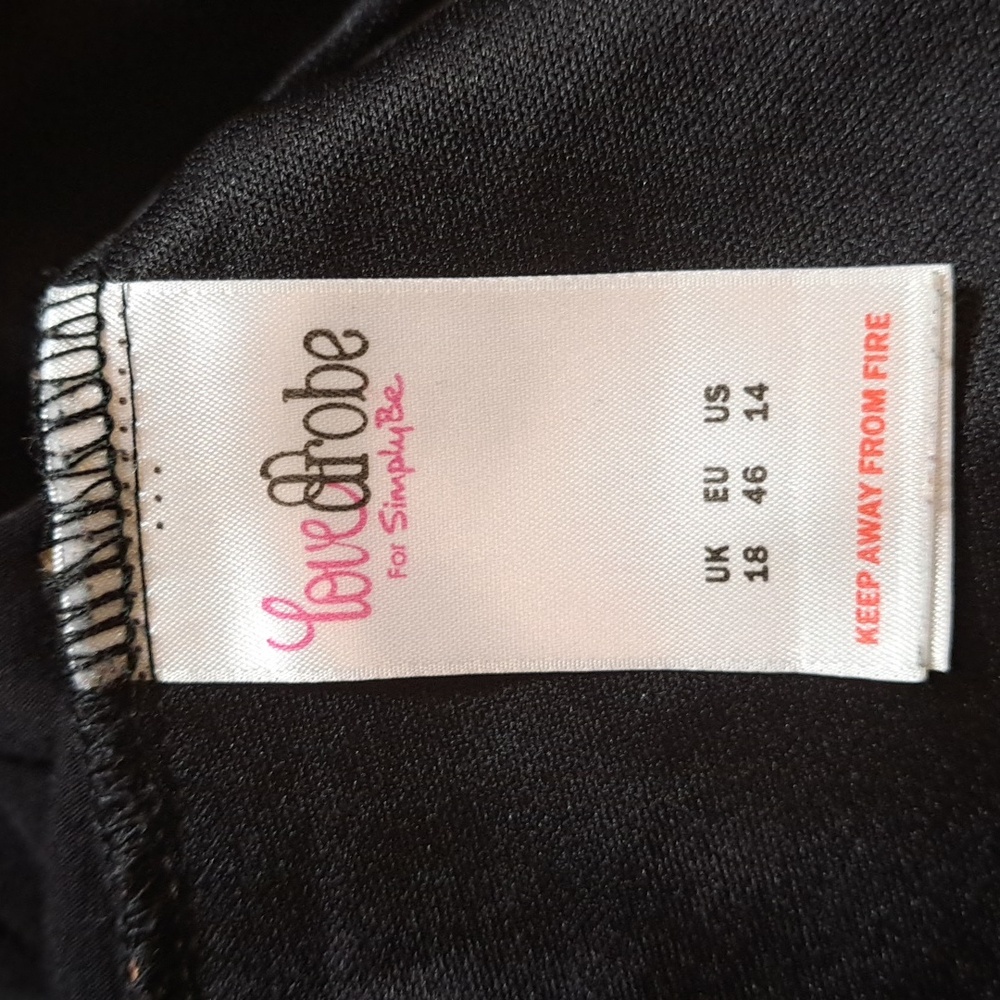 Lovedrobe
For SimplyBe
UK EU US
18 46 14
KEEP AWAY FROM FIRE